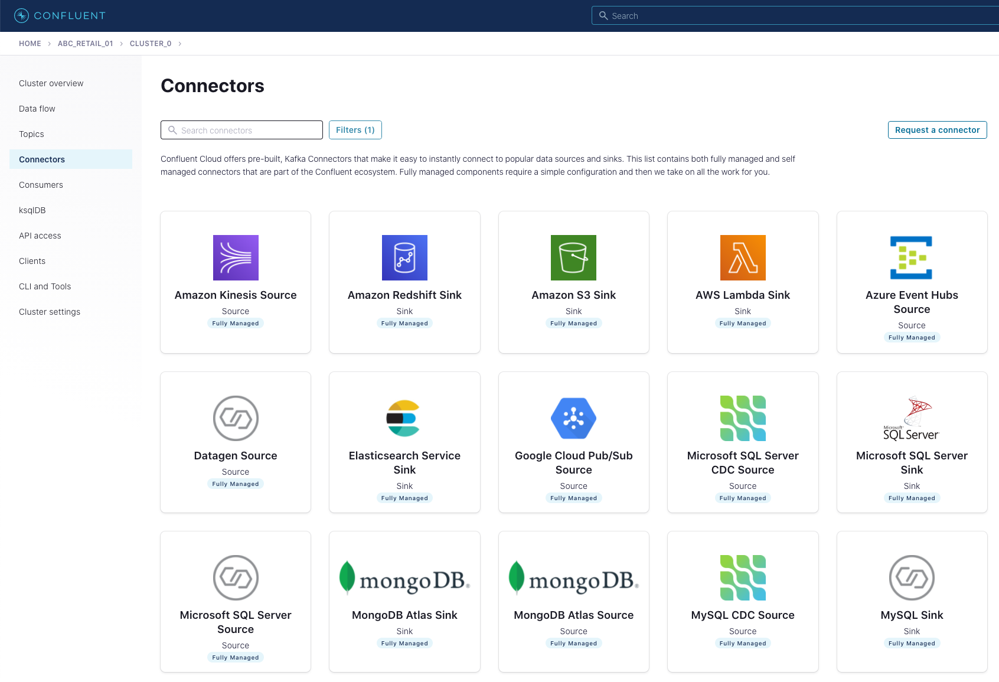 CONFLUENT
Search
HOME > ABC_RETAIL_01 > CLUSTER_0 >
Cluster overview
Data flow
Topics
Connectors
Consumers
ksqlDB
API access
Clients
CLI and Tools
Cluster settings
Connectors
Search connectors
Filters (1)
Request a connector
Confluent Cloud offers pre-built, Kafka Connectors that make it easy to instantly connect to popular data sources and sinks. This list contains both fully managed and self
managed connectors that are part of the Confluent ecosystem. Fully managed components require a simple configuration and then we take on all the work for you.
Amazon Kinesis Source
Source
Fully Managed
Amazon Redshift Sink
Sink
Fully Managed
Amazon S3 Sink
Sink
Fully Managed
AWS Lambda Sink
Sink
Fully Managed
Azure Event Hubs
Source
Source
Fully Managed
Datagen Source
Source
Fully Managed
Elasticsearch Service
Sink
Sink
Fully Managed
Google Cloud Pub/Sub
Source
Source
Fully Managed
Microsoft SQL Server
CDC Source
Source
Fully Managed
Microsoft
SQL Server
Microsoft SQL Server
Sink
Sink
Fully Managed
Microsoft SQL Server
Source
Source
Fully Managed
mongoDB®
MongoDB Atlas Sink
Sink
Fully Managed
mongoDB®
MongoDB Atlas Source
Source
Fully Managed
MySQL CDC Source
Source
Fully Managed
MySQL Sink
Sink
Fully Managed